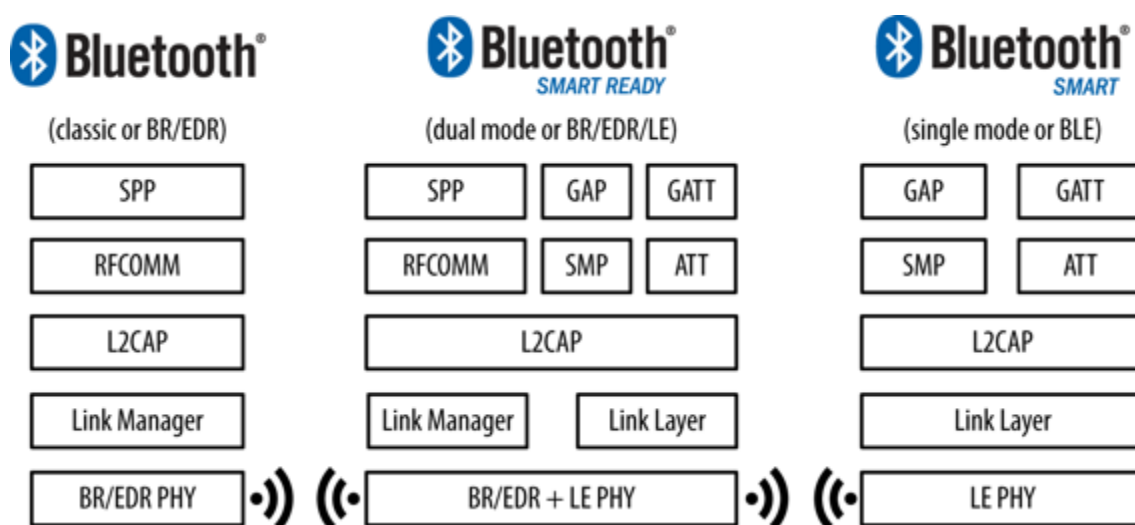 Bluetooth®
(classic or BR/EDR)
SPP
RFCOMM
L2CAP
Link Manager
BR/EDR PHY
Bluetooth®
SMART READY
(dual mode or BR/EDR/LE)
SPP GAP GATT
RFCOMM SMP ATT
L2CAP
Link Manager Link Layer
BR/EDR + LE PHY
Bluetooth®
SMART
(single mode or BLE)
GAP GATT
SMP ATT
L2CAP
Link Layer
LE PHY